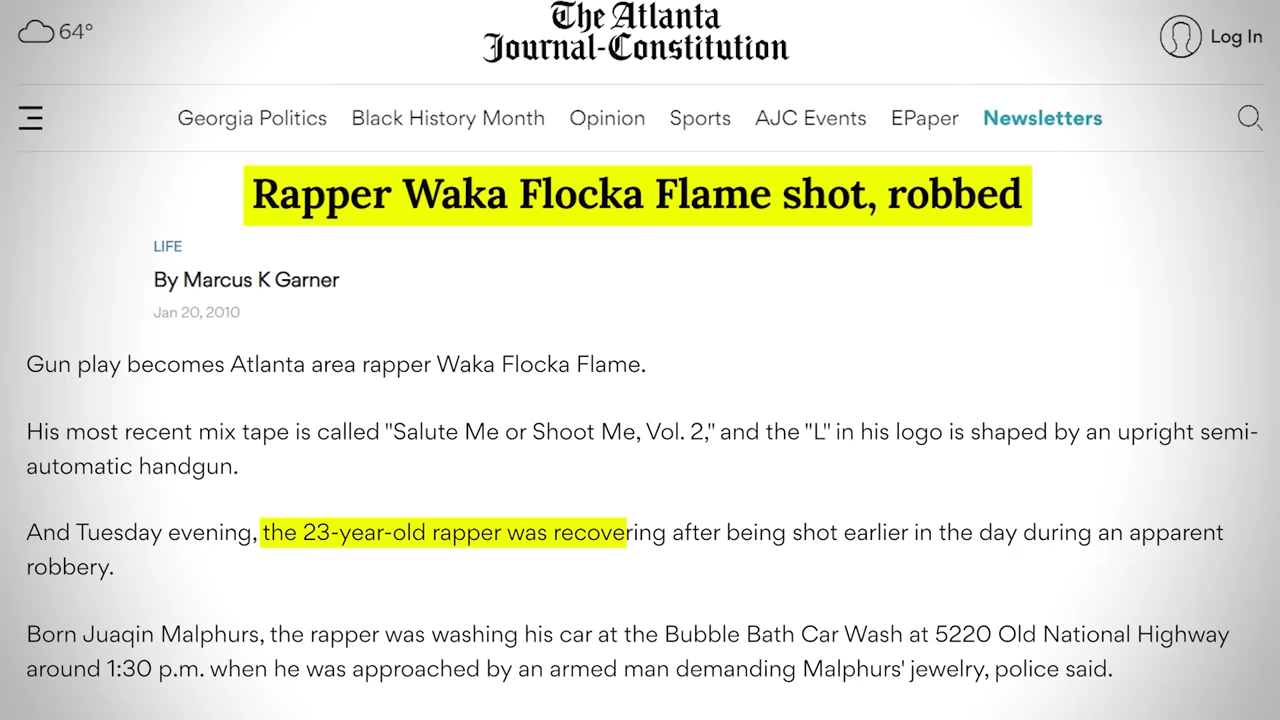 64°
The Atlanta
Journal-Constitution
Log In
Georgia Politics Black History Month Opinion Sports AJC Events EPaper Newsletters
Rapper Waka Flocka Flame shot, robbed
LIFE
By Marcus K Garner
Jan 20, 2010
Gun play becomes Atlanta area rapper Waka Flocka Flame.
His most recent mix tape is called "Salute Me or Shoot Me, Vol. 2," and the "L" in his logo is shaped by an upright semi-
automatic handgun.
And Tuesday evening, the 23-year-old rapper was recovering after being shot earlier in the day during an apparent
robbery.
Born Juaqin Malphurs, the rapper was washing his car at the Bubble Bath Car Wash at 5220 Old National Highway
around 1:30 p.m. when he was approached by an armed man demanding Malphurs' jewelry, police said.